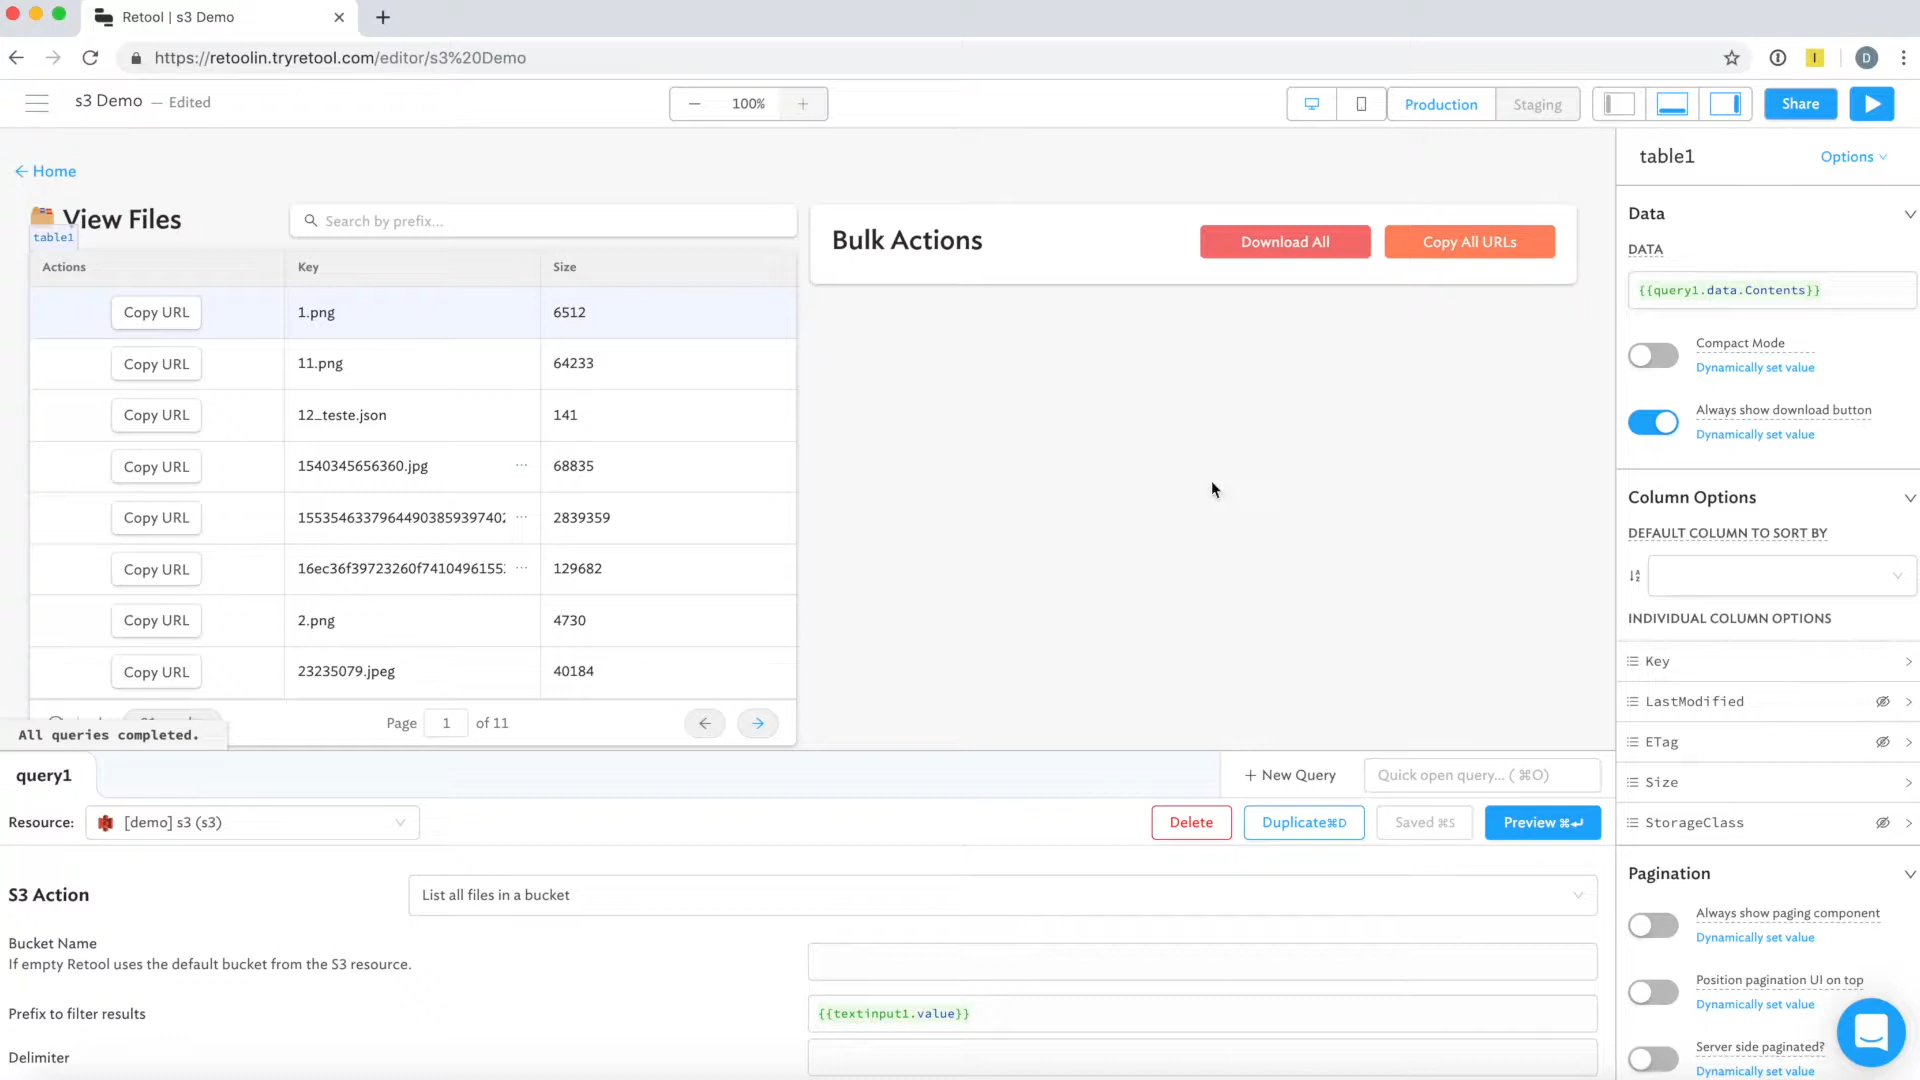 Retool | s3 Demo
https://retoolin.tryretool.com/editor/s3%20Demo
I
D
s3 Demo — Edited
100%
Production
Staging
Share
Home
View Files
Search by prefix...
table1
Actions Key Size
Copy URL 1.png 6512
Copy URL 11.png 64233
Copy URL 12_teste.json 141
Copy URL 1540345656360.jpg ··· 68835
Copy URL ··· 2839359
Copy URL ··· 129682
Copy URL 2.png 4730
Copy URL 23235079.jpeg 40184
Page 1 of 11
All queries completed.
Bulk Actions
Download All
Copy All URLs
table1
Options
Data
DATA
{{query1.data.Contents}}
Compact Mode
Dynamically set value
Always show download button
Dynamically set value
Column Options
DEFAULT COLUMN TO SORT BY
INDIVIDUAL COLUMN OPTIONS
Key
LastModified
ETag
Size
StorageClass
Pagination
Always show paging component
Dynamically set value
Position pagination UI on top
Dynamically set value
Server side paginated?
Dynamically set value
query1
+ New Query
Quick open query... ( ⌘O)
Resource: [demo] s3 (s3)
Delete
Duplicate⌘D
Saved ⌘S
Preview ⌘↵
S3 Action
List all files in a bucket
Bucket Name
If empty Retool uses the default bucket from the S3 resource.
Prefix to filter results
{{textinput1.value}}
Delimiter